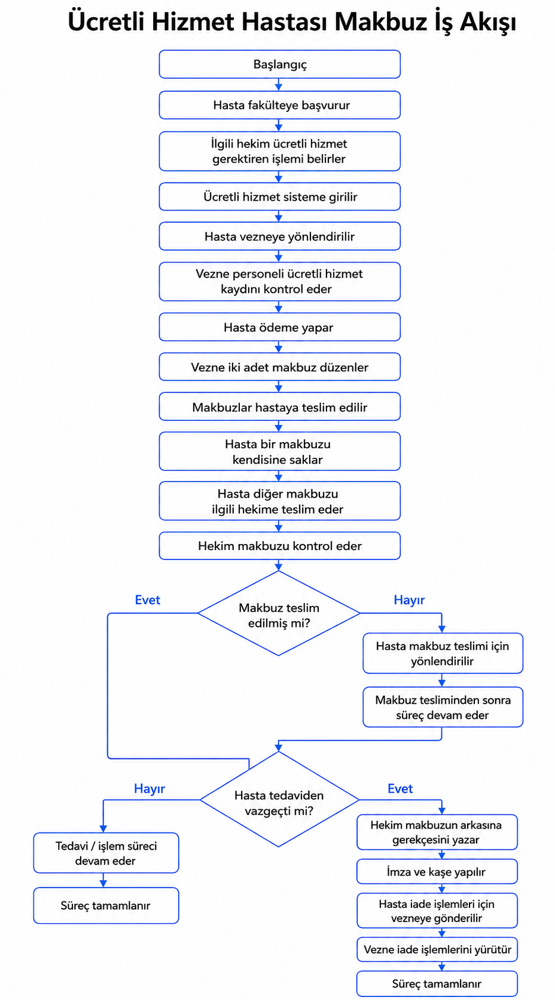 Ücretli Hizmet Hastası Makbuz İş Akışı
Başlangıç
Hasta fakülteye başvurur
İlgili hekim ücretli hizmet
gerektiren işlemi belirler
Ücretli hizmet sisteme girilir
Hasta vezneye yönlendirilir
Vezne personeli ücretli hizmet
kaydını kontrol eder
Hasta ödeme yapar
Vezne iki adet makbuz düzenler
Makbuzlar hastaya teslim edilir
Hasta bir makbuzu
kendisine saklar
Hasta diğer makbuzu
ilgili hekime teslim eder
Hekim makbuzu kontrol eder
Makbuz teslim
edilmiş mi?
Evet
Hayır
Hasta makbuz teslimi için
yönlendirilir
Makbuz tesliminden sonra
süreç devam eder
Hasta tedaviden
vazgeçti mi?
Hayır
Evet
Tedavi / işlem süreci
devam eder
Süreç tamamlanır
Hekim makbuzun arkasına
gerekçesini yazar
İmza ve kaşe yapılır
Hasta iade işlemleri için
vezneye gönderilir
Vezne iade işlemlerini yürütür
Süreç tamamlanır